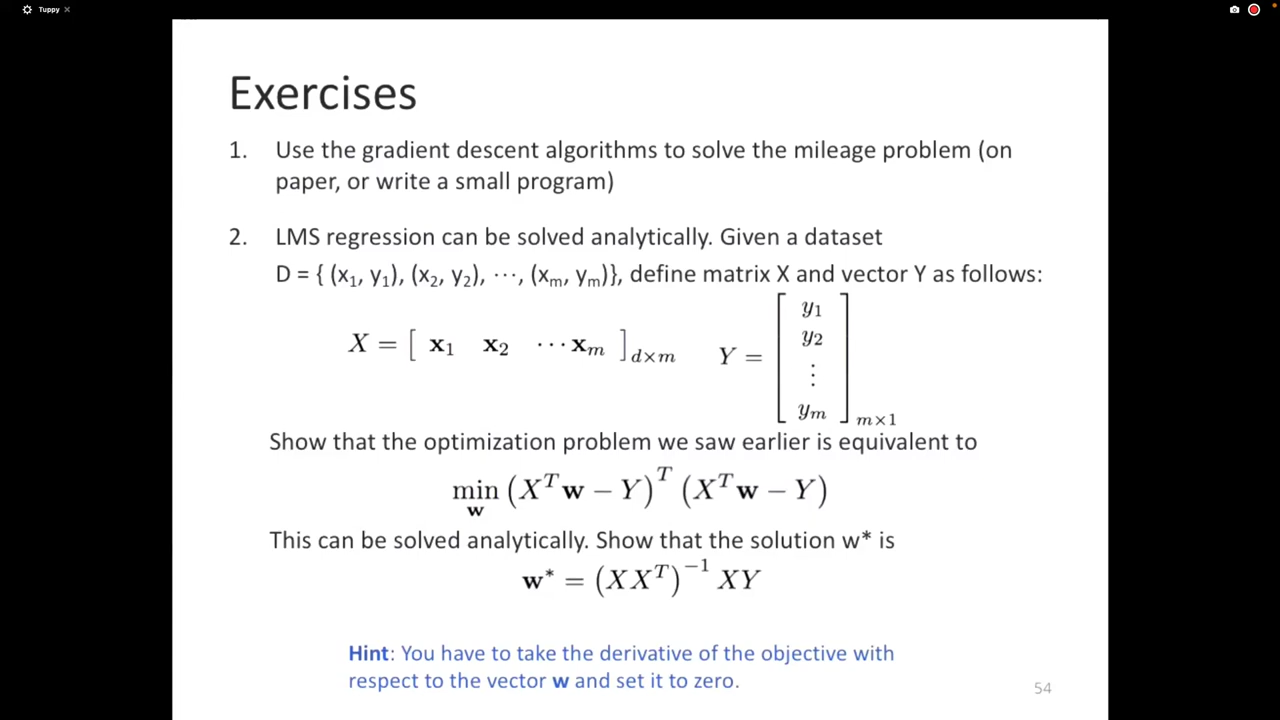 Tuppy ×
Exercises
1. Use the gradient descent algorithms to solve the mileage problem (on
paper, or write a small program)
2. LMS regression can be solved analytically. Given a dataset
D = { (x₁, y₁), (x₂, y₂), ⋯, (xₘ, yₘ)}, define matrix X and vector Y as follows:
X = [ x₁ x₂ ⋯ xₘ ] d×m Y = [ y₁ y₂ ⋮ yₘ ] m×1
Show that the optimization problem we saw earlier is equivalent to
min w (Xᵀw − Y)ᵀ (Xᵀw − Y)
This can be solved analytically. Show that the solution w* is
w* = (XXᵀ)⁻¹ XY
Hint: You have to take the derivative of the objective with
respect to the vector w and set it to zero.
54